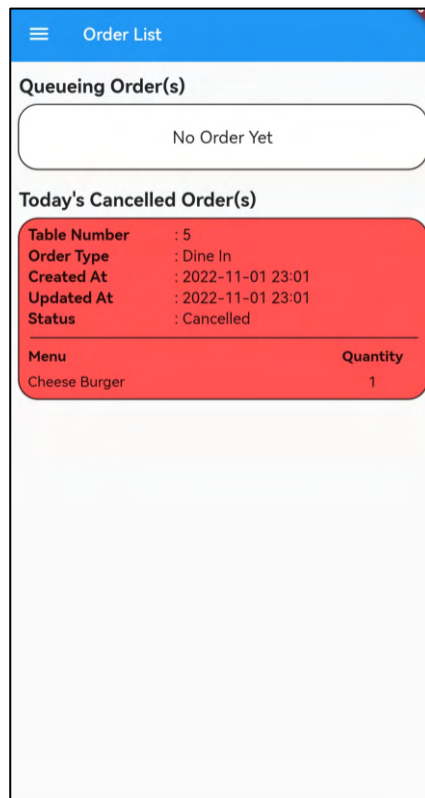 Order List
Queueing Order(s)
No Order Yet
Today's Cancelled Order(s)
Table Number : 5
Order Type : Dine In
Created At : 2022-11-01 23:01
Updated At : 2022-11-01 23:01
Status : Cancelled
Menu Quantity
Cheese Burger 1